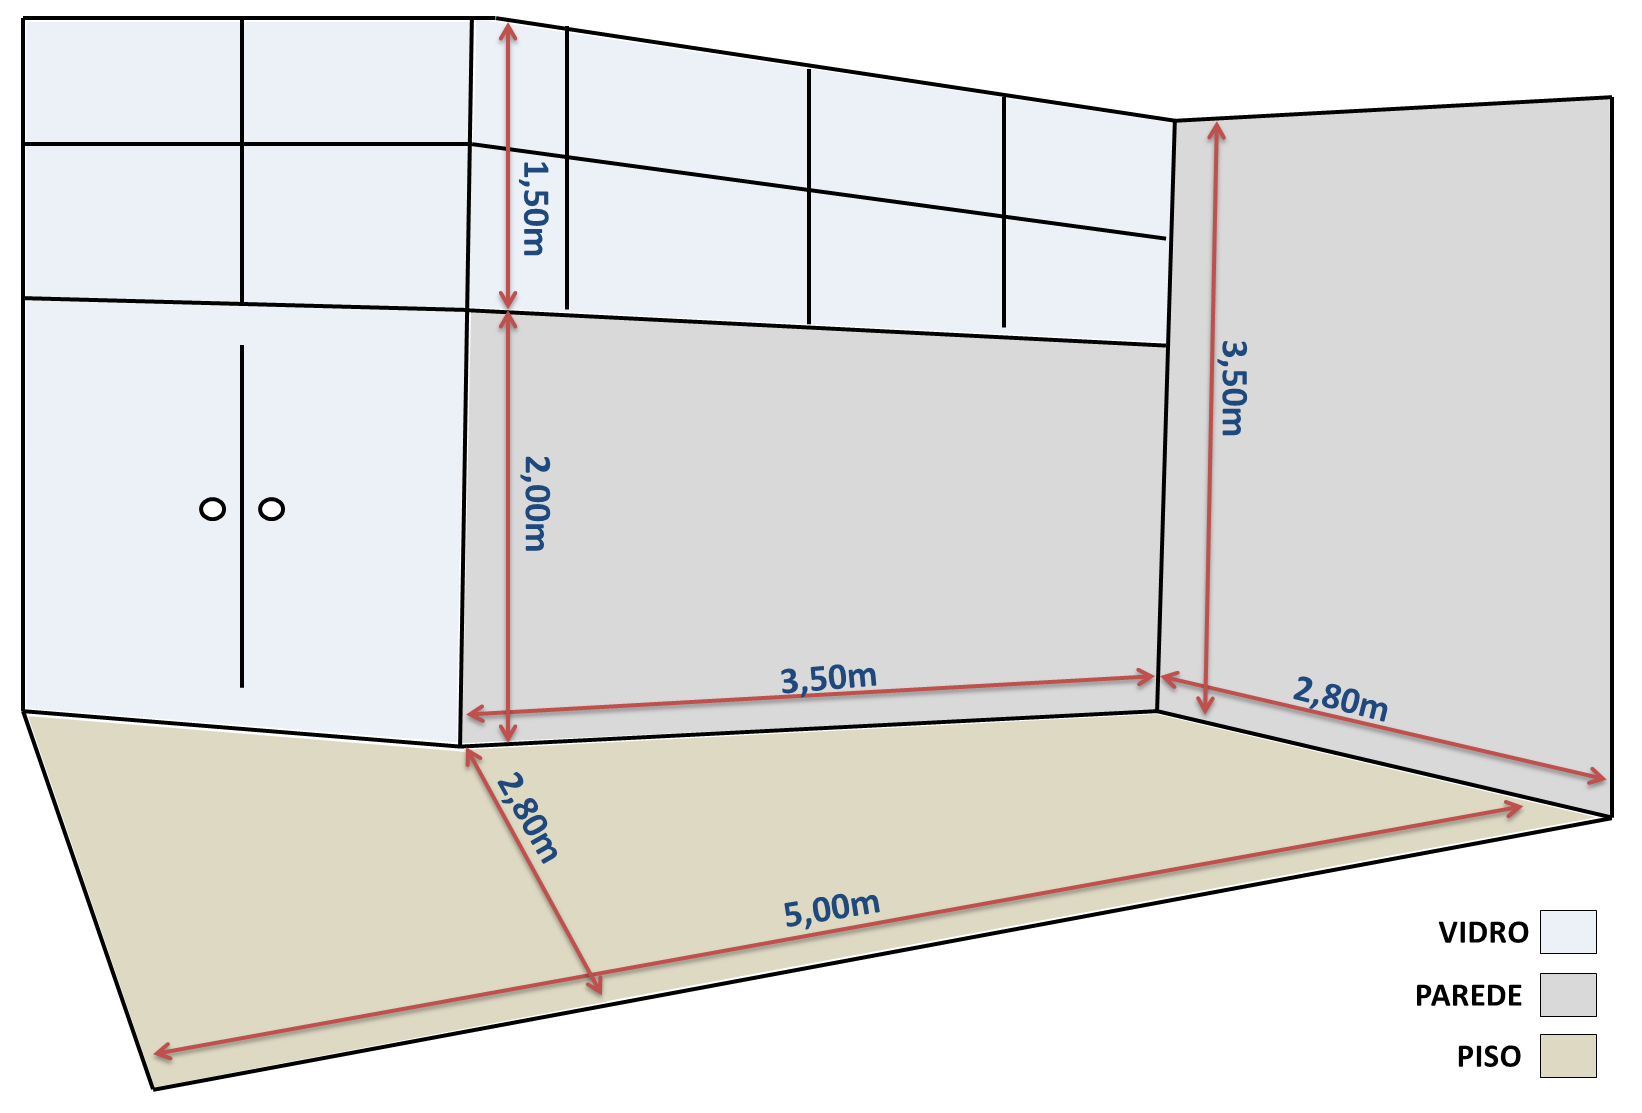 1,50m
2,00m
3,50m
3,50m
2,80m
2,80m
5,00m
VIDRO
PAREDE
PISO